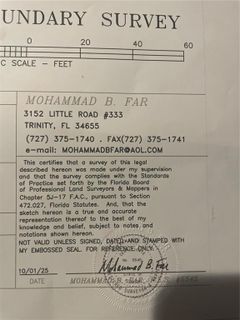 UNDARY SURVEY
0 20 40 60
C SCALE - FEET
MOHAMMAD B. FAR
3152 LITTLE ROAD #333
TRINITY, FL 34655
(727) 375-1740 . FAX(727) 375-1741
e-mail: MOHAMMADBFAR@AOL.COM
This certifies that a survey of this legal
described hereon was made under my supervision
and that the survey complies with the Standards
of Practice set forth by the Florida Board
of Professional Land Surveyors & Mappers in
Chapter 5J-17 F.A.C, pursuant to Section
472.027, Florida Statutes. And, that the
sketch hereon is a true and accurate
representation thereof to the best of my
knowledge and belief, subject to notes and
notations shown hereon.
NOT VALID UNLESS SIGNED, DATED AND STAMPED WITH
MY EMBOSSED SEAL. FOR REFERENCE ONLY.
Mohammad B. Far
10/01/25
DATE MOHAMMAD B. FAR